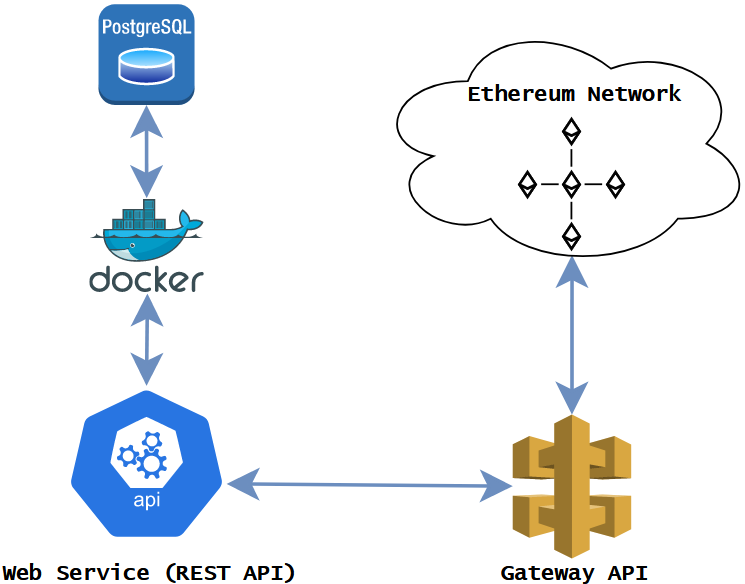 PostgreSQL
Ethereum Network
docker
api
Web Service (REST API)
Gateway API